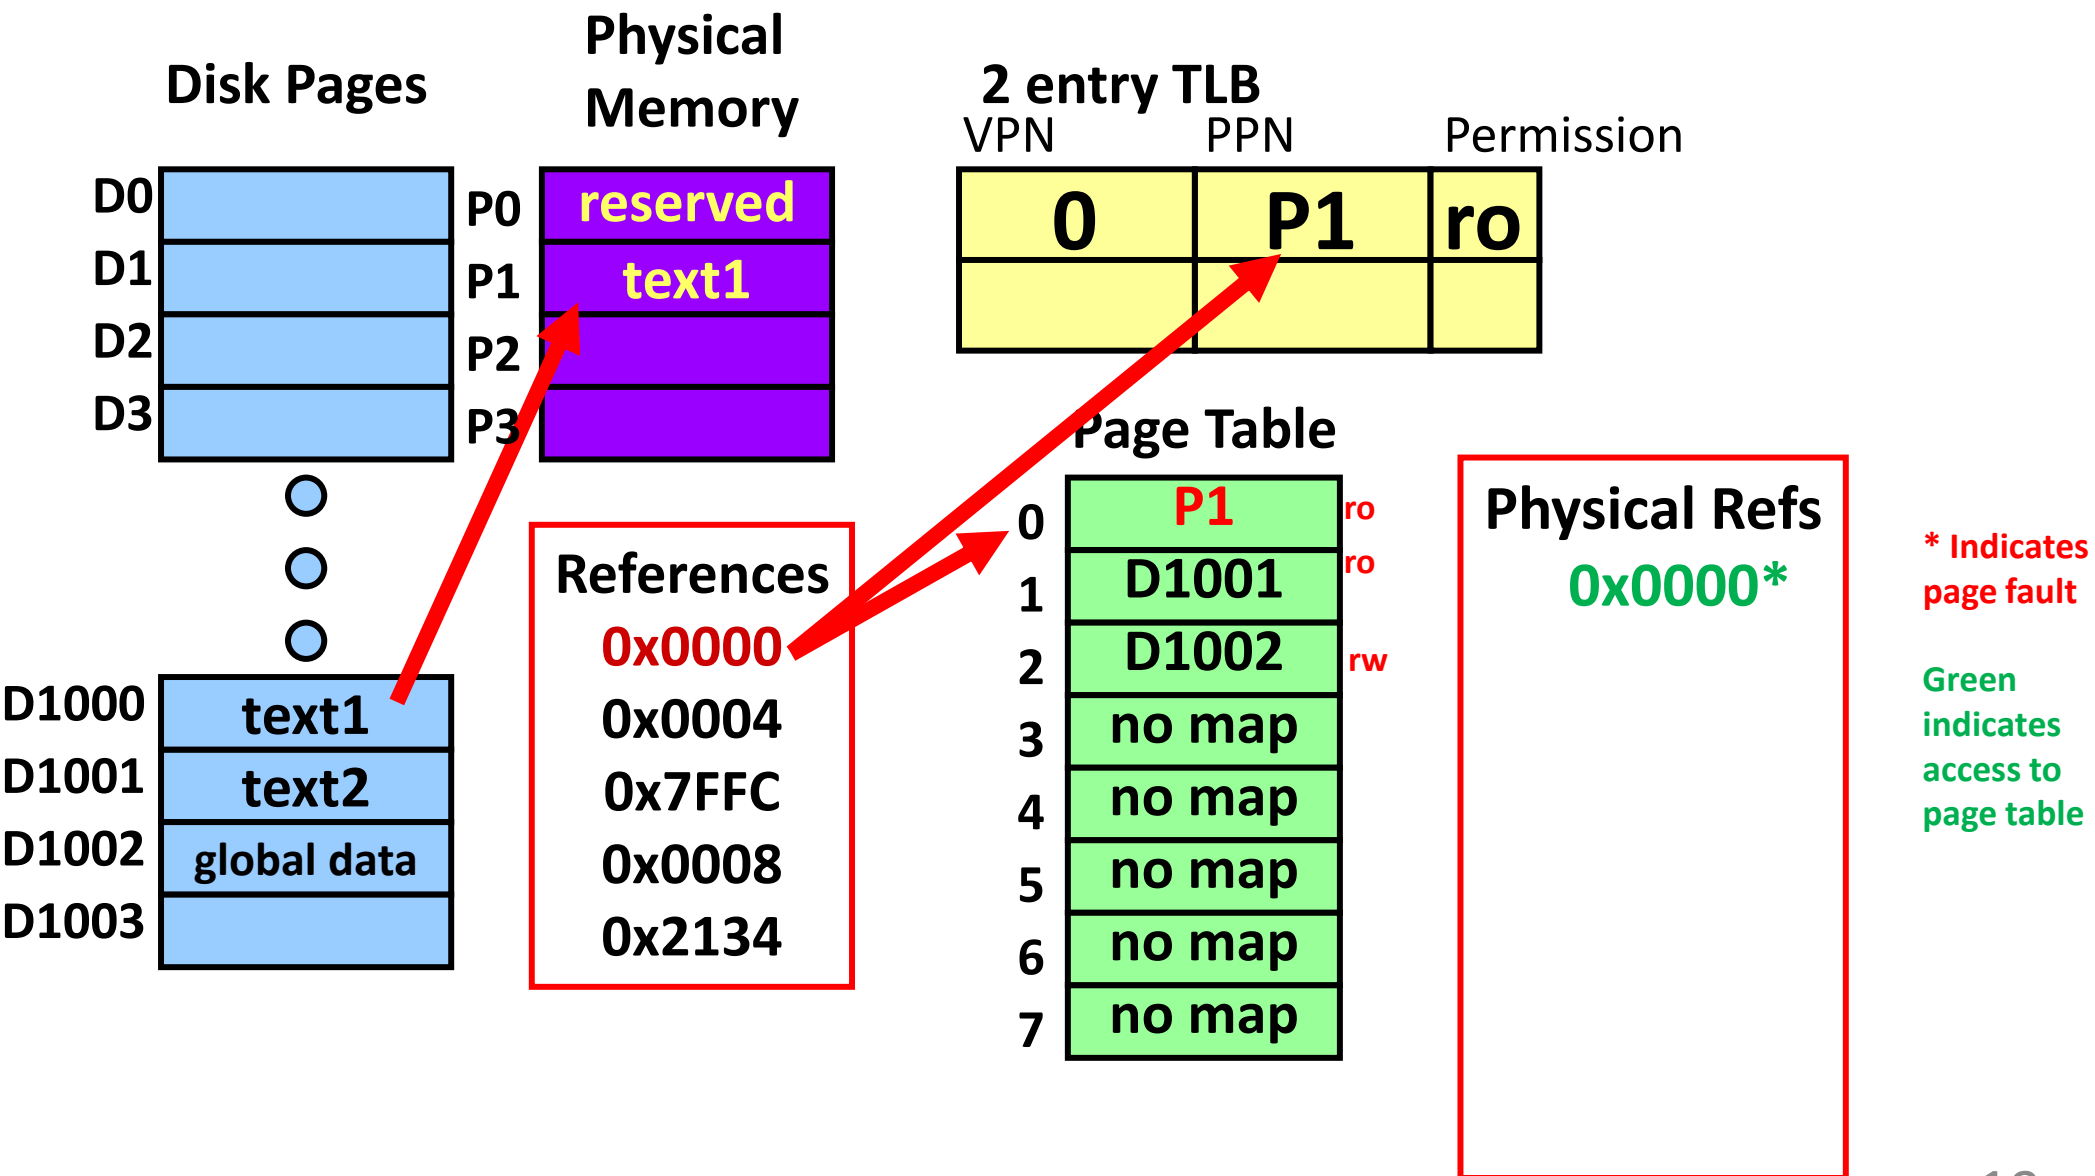 Disk Pages
D0
D1
D2
D3
D1000 text1
D1001 text2
D1002 global data
D1003
Physical
Memory
P0 reserved
P1 text1
P2
P3
References
0x0000
0x0004
0x7FFC
0x0008
0x2134
2 entry TLB
VPN PPN Permission
0 P1 ro
Page Table
0 P1 ro
1 D1001 ro
2 D1002 rw
3 no map
4 no map
5 no map
6 no map
7 no map
Physical Refs
0x0000*
* Indicates
page fault
Green
indicates
access to
page table